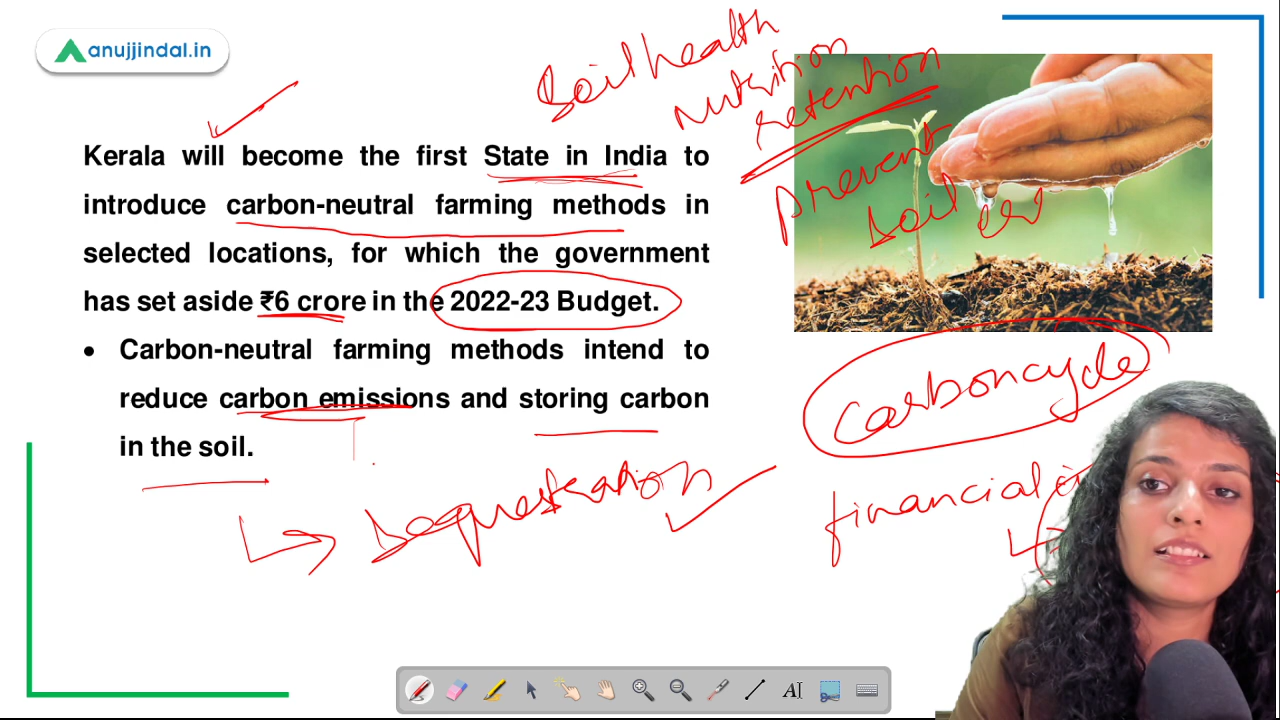 anujjindal.in
Soil health
nutrition
retention
prevent
soil
Kerala will become the first State in India to
introduce carbon-neutral farming methods in
selected locations, for which the government
has set aside ₹6 crore in the 2022-23 Budget.
• Carbon-neutral farming methods intend to
reduce carbon emissions and storing carbon
in the soil.
carboncycle
sequestration
financial
AI